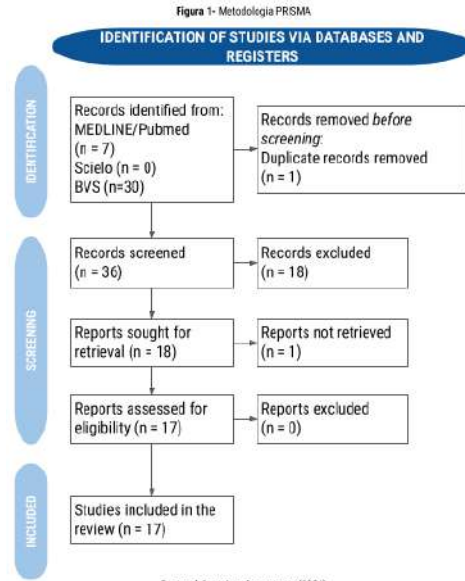 Figura 1- Metodologia PRISMA
IDENTIFICATION OF STUDIES VIA DATABASES AND
REGISTERS
IDENTIFICATION
Records identified from:
MEDLINE/Pubmed
(n = 7)
Scielo (n = 0)
BVS (n=30)
Records removed before
screening:
Duplicate records removed
(n = 1)
SCREENING
Records screened
(n = 36)
Records excluded
(n = 18)
Reports sought for
retrieval (n = 18)
Reports not retrieved
(n = 1)
Reports assessed for
eligibility (n = 17)
Reports excluded
(n = 0)
INCLUDED
Studies included in the
review (n = 17)